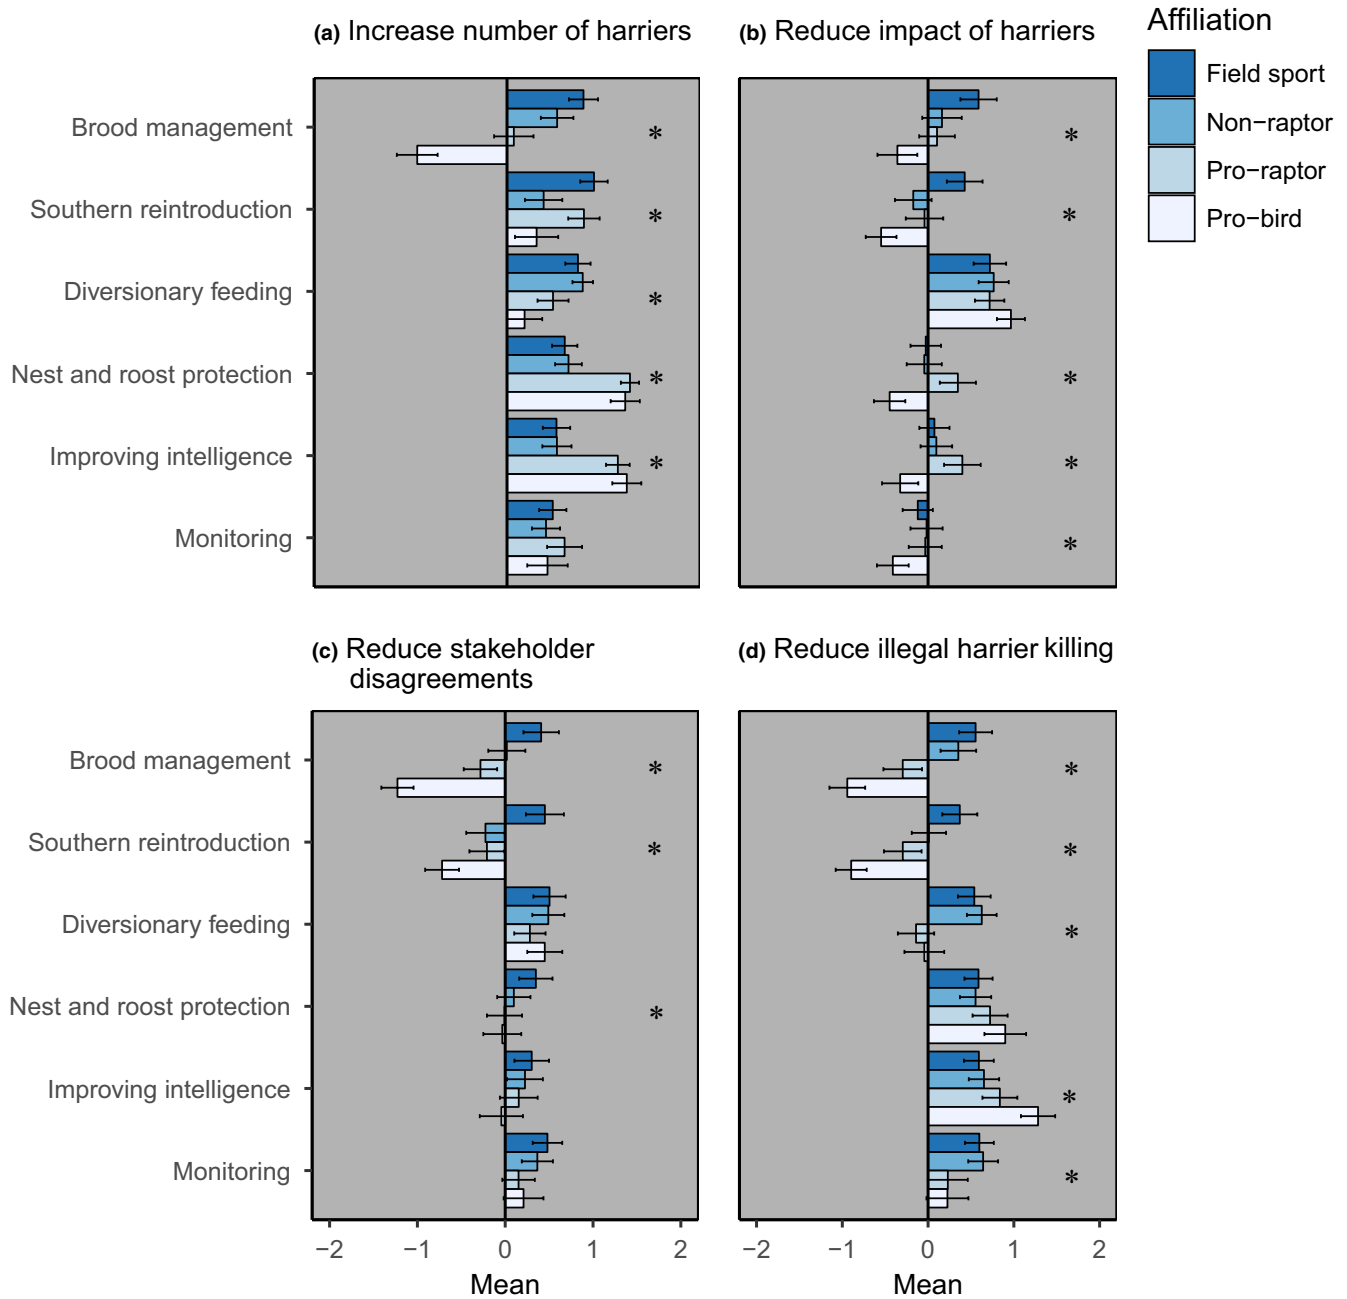 (a) Increase number of harriers
(b) Reduce impact of harriers
Affiliation
Field sport
Non−raptor
Pro−raptor
Pro−bird
Brood management
*
*
Southern reintroduction
*
*
Diversionary feeding
*
Nest and roost protection
*
*
Improving intelligence
*
*
Monitoring
*
(c) Reduce stakeholder
disagreements
(d) Reduce illegal harrier killing
Brood management
*
*
Southern reintroduction
*
*
Diversionary feeding
*
Nest and roost protection
*
Improving intelligence
*
Monitoring
*
−2 −1 0 1 2
−2 −1 0 1 2
Mean
Mean